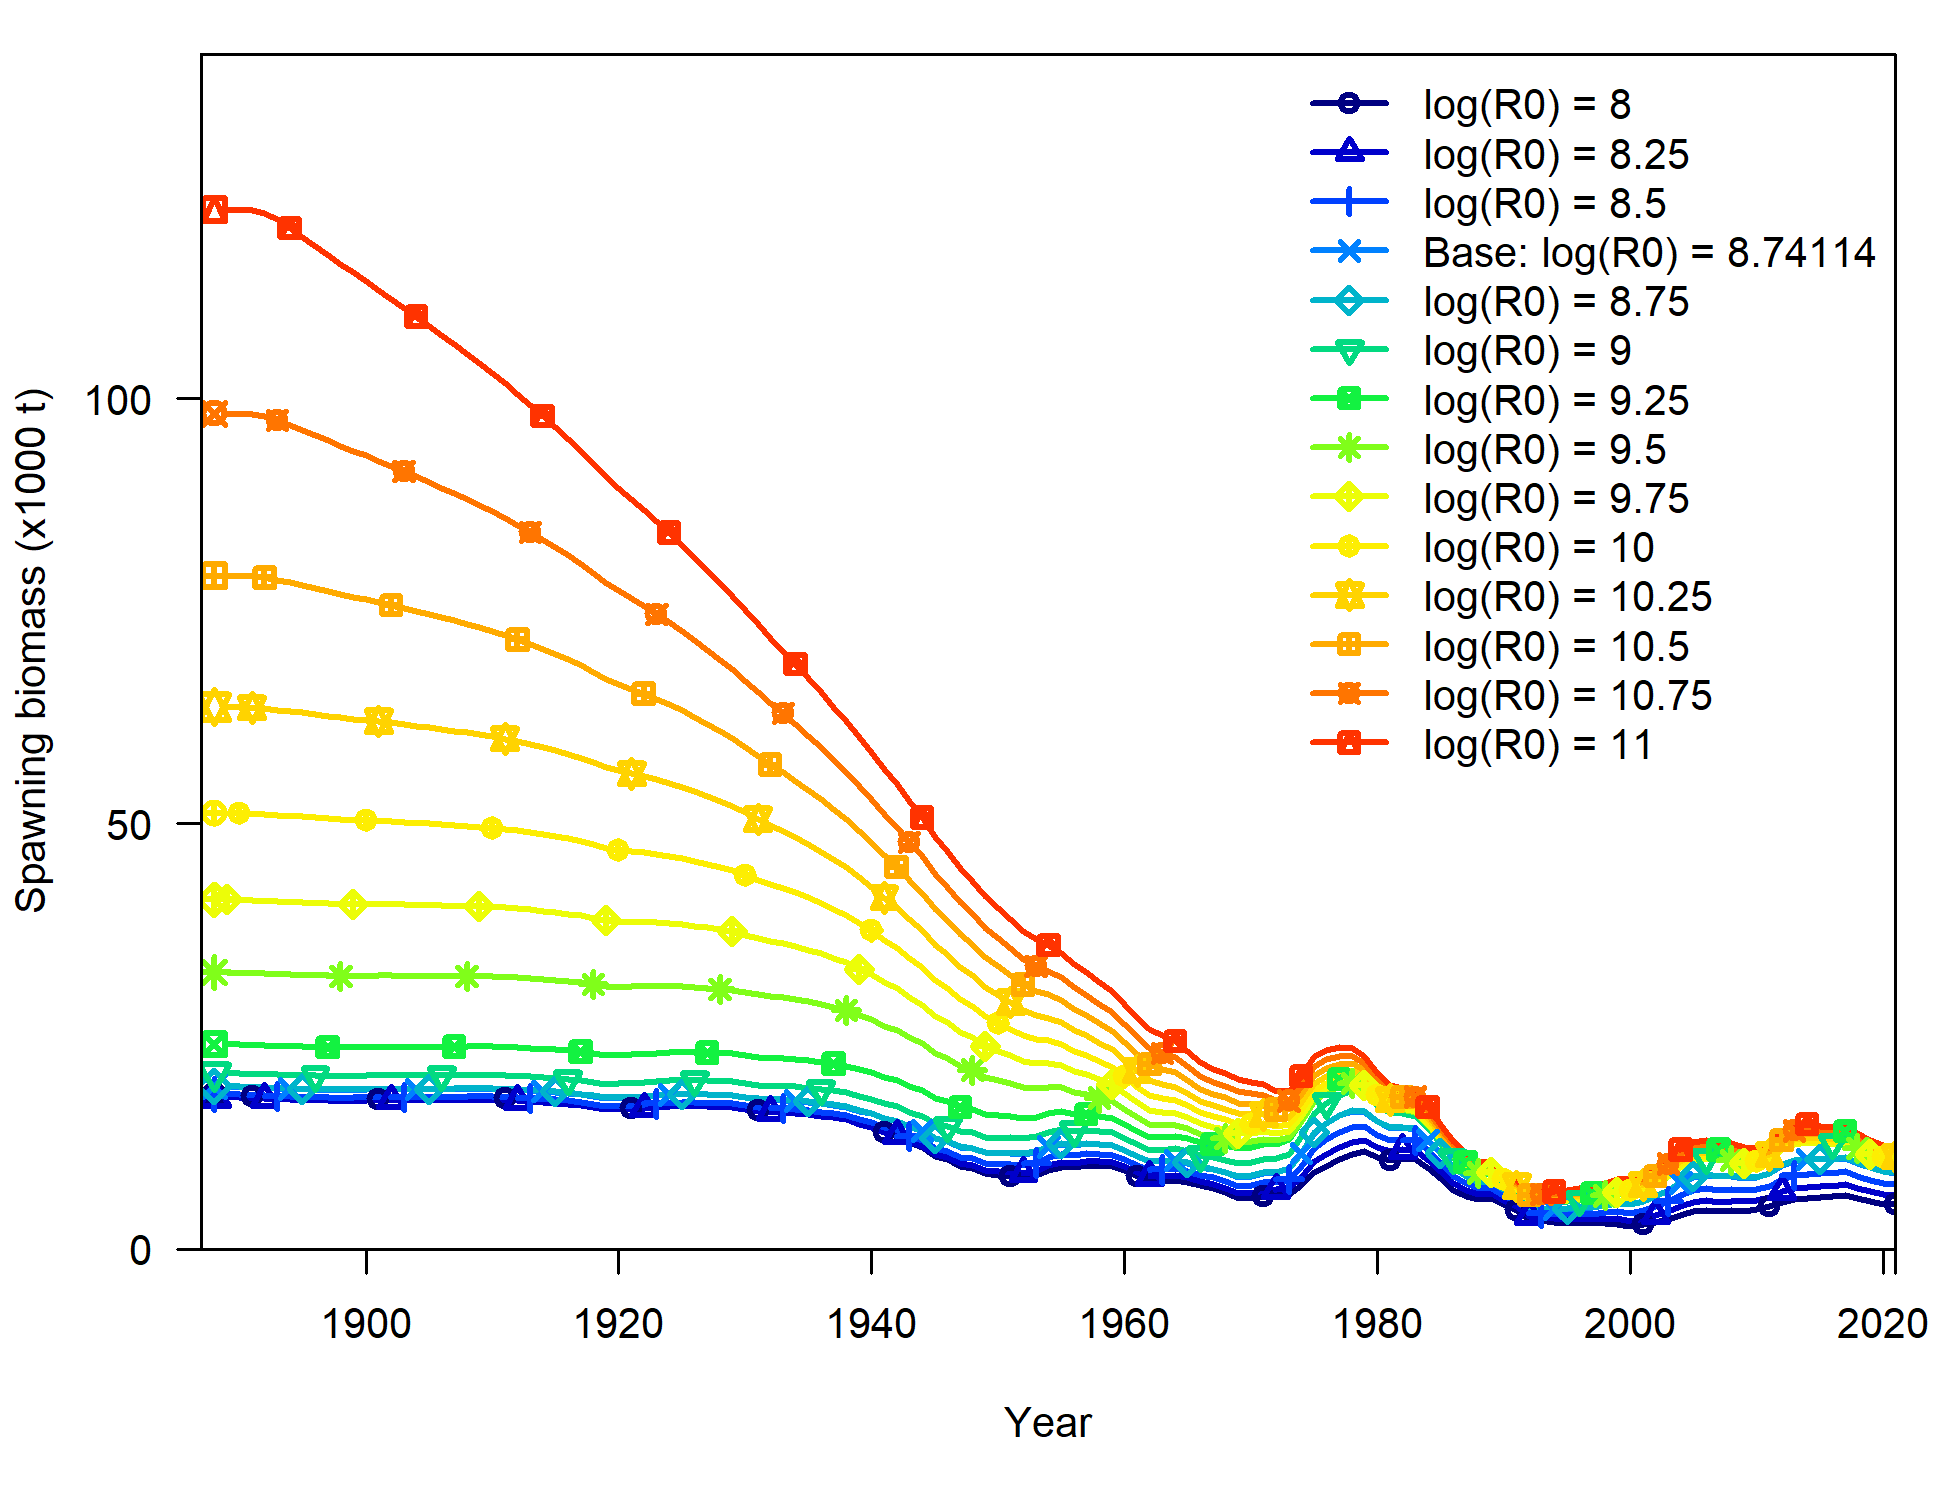 log(R0) = 8
log(R0) = 8.25
log(R0) = 8.5
Base: log(R0) = 8.74114
log(R0) = 8.75
log(R0) = 9
log(R0) = 9.25
log(R0) = 9.5
log(R0) = 9.75
log(R0) = 10
log(R0) = 10.25
log(R0) = 10.5
log(R0) = 10.75
log(R0) = 11
Spawning biomass (x1000 t)
100
50
0
1900 1920 1940 1960 1980 2000 2020
Year